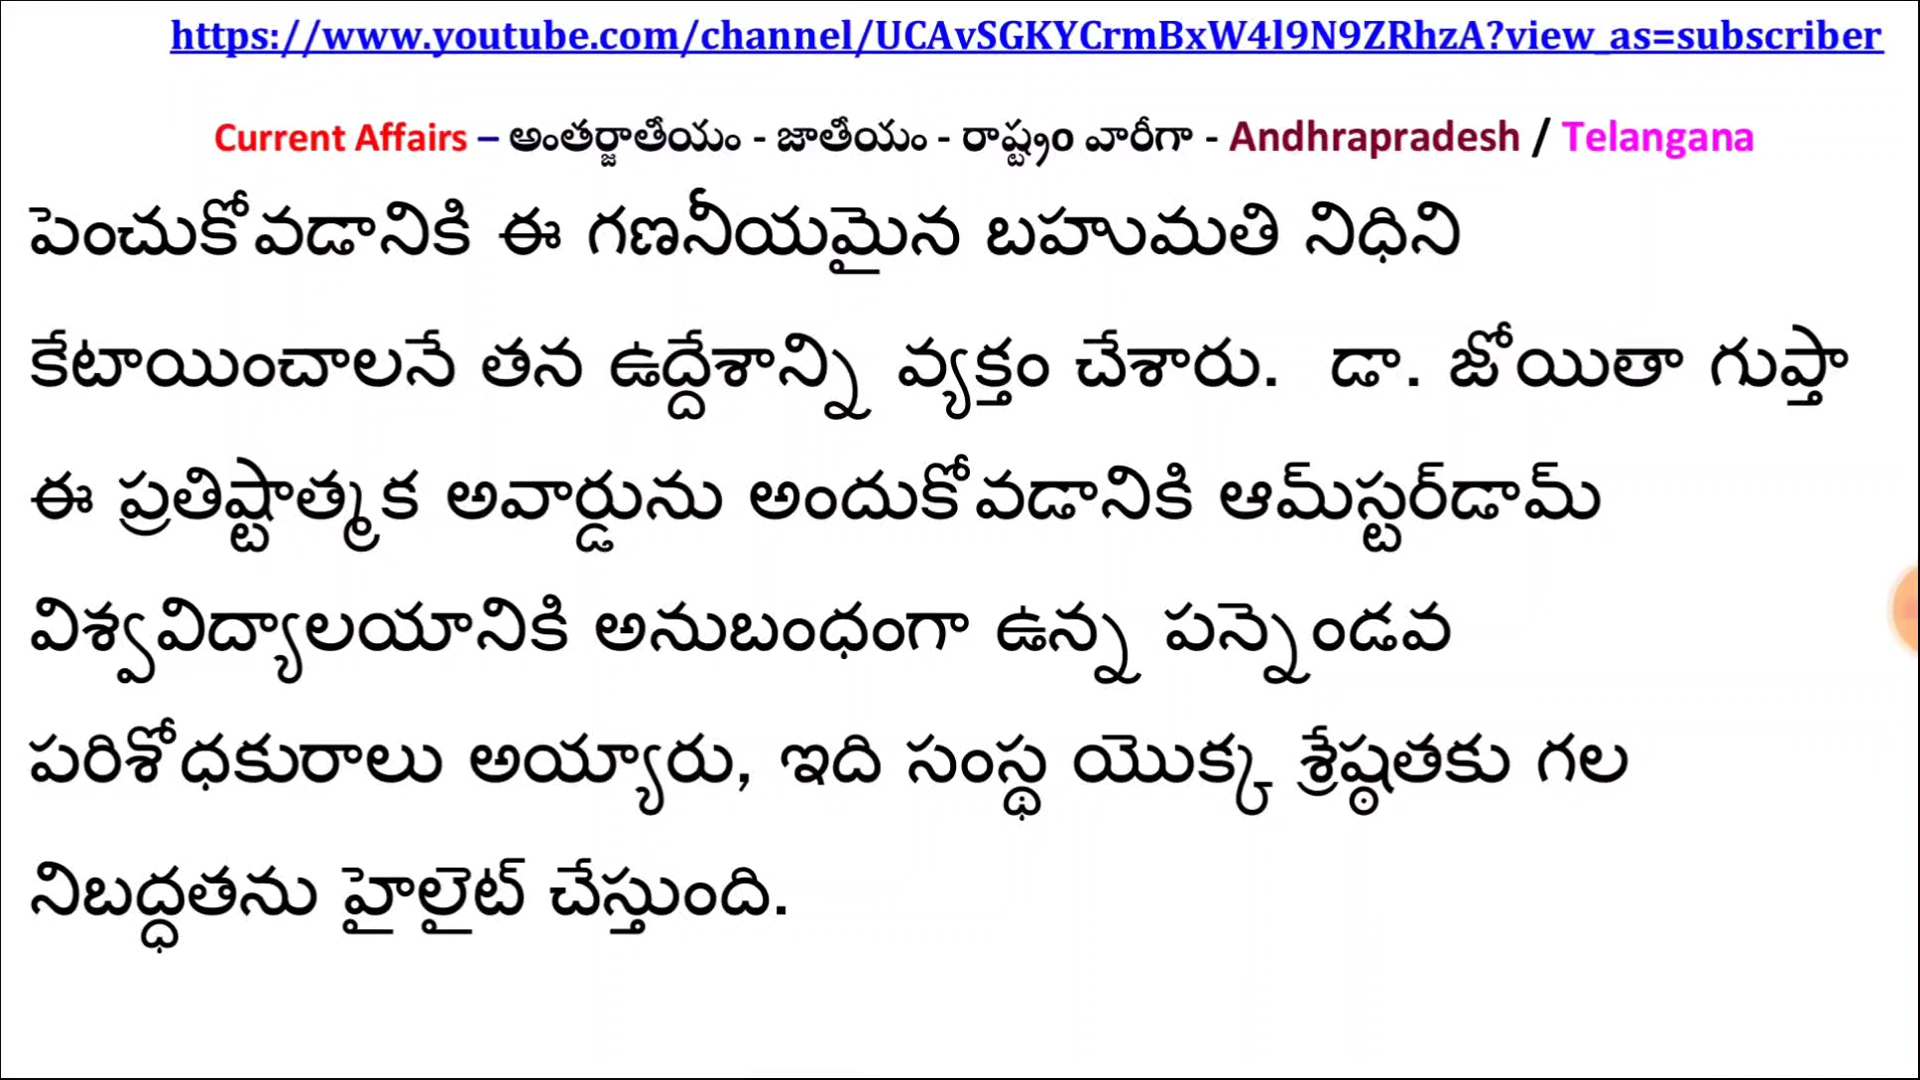 https://www.youtube.com/channel/UCAvSGKYCrmBxW4l9N9ZRhzA?view_as=subscriber
Current Affairs – అంతర్జాతీయం - జాతీయం - రాష్ట్రం వారీగా - Andhrapradesh / Telangana
పెంచుకోవడానికి ఈ గణనీయమైన బహుమతి నిధిని
కేటాయించాలనే తన ఉద్దేశాన్ని వ్యక్తం చేశారు. డా. జోయితా గుప్తా
ఈ ప్రతిష్టాత్మక అవార్డును అందుకోవడానికి ఆమ్‌స్టర్‌డామ్
విశ్వవిద్యాలయానికి అనుబంధంగా ఉన్న పన్నెండవ
పరిశోధకురాలు అయ్యారు, ఇది సంస్థ యొక్క శ్రేష్ఠతకు గల
నిబద్ధతను హైలైట్ చేస్తుంది.